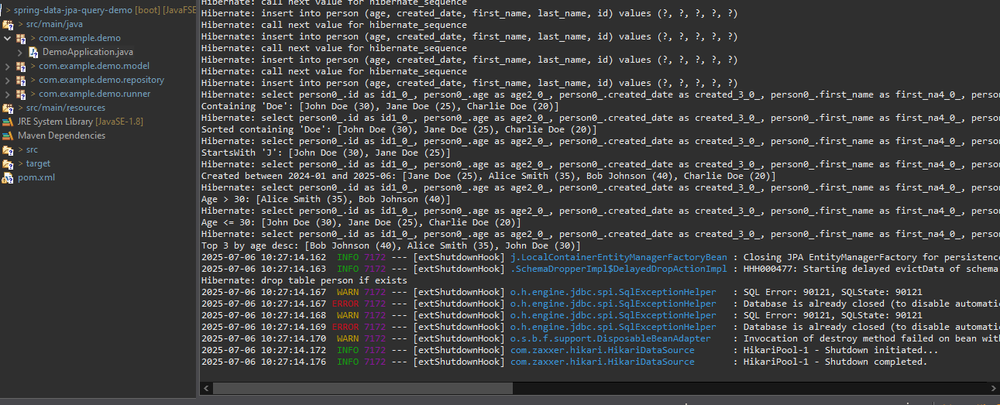 > spring-data-jpa-query-demo [boot] [JavaSE
> src/main/java
> com.example.demo
> DemoApplication.java
> com.example.demo.model
> com.example.demo.repository
> com.example.demo.runner
> src/main/resources
JRE System Library [JavaSE-1.8]
Maven Dependencies
> src
> target
pom.xml
Hibernate: call next value for hibernate_sequence
Hibernate: insert into person (age, created_date, first_name, last_name, id) values (?, ?, ?, ?, ?)
Hibernate: call next value for hibernate_sequence
Hibernate: insert into person (age, created_date, first_name, last_name, id) values (?, ?, ?, ?, ?)
Hibernate: call next value for hibernate_sequence
Hibernate: insert into person (age, created_date, first_name, last_name, id) values (?, ?, ?, ?, ?)
Hibernate: call next value for hibernate_sequence
Hibernate: insert into person (age, created_date, first_name, last_name, id) values (?, ?, ?, ?, ?)
Hibernate: select person0_.id as id1_0_, person0_.age as age2_0_, person0_.created_date as created_3_0_, person0_.first_name as first_na4_0_, perso
Containing 'Doe': [John Doe (30), Jane Doe (25), Charlie Doe (20)]
Hibernate: select person0_.id as id1_0_, person0_.age as age2_0_, person0_.created_date as created_3_0_, person0_.first_name as first_na4_0_, perso
Sorted containing 'Doe': [John Doe (30), Jane Doe (25), Charlie Doe (20)]
Hibernate: select person0_.id as id1_0_, person0_.age as age2_0_, person0_.created_date as created_3_0_, person0_.first_name as first_na4_0_, perso
StartsWith 'J': [John Doe (30), Jane Doe (25)]
Hibernate: select person0_.id as id1_0_, person0_.age as age2_0_, person0_.created_date as created_3_0_, person0_.first_name as first_na4_0_, perso
Created between 2024-01 and 2025-06: [Jane Doe (25), Alice Smith (35), Bob Johnson (40), Charlie Doe (20)]
Hibernate: select person0_.id as id1_0_, person0_.age as age2_0_, person0_.created_date as created_3_0_, person0_.first_name as first_na4_0_, perso
Age > 30: [Alice Smith (35), Bob Johnson (40)]
Hibernate: select person0_.id as id1_0_, person0_.age as age2_0_, person0_.created_date as created_3_0_, person0_.first_name as first_na4_0_, perso
Age <= 30: [John Doe (30), Jane Doe (25), Charlie Doe (20)]
Hibernate: select person0_.id as id1_0_, person0_.age as age2_0_, person0_.created_date as created_3_0_, person0_.first_name as first_na4_0_, perso
Top 3 by age desc: [Bob Johnson (40), Alice Smith (35), John Doe (30)]
2025-07-06 10:27:14.162 INFO 7172 --- [extShutdownHook] j.LocalContainerEntityManagerFactoryBean : Closing JPA EntityManagerFactory for persistence
2025-07-06 10:27:14.163 INFO 7172 --- [extShutdownHook] .SchemaDropperImpl$DelayedDropActionImpl : HHH000477: Starting delayed evictData of schema
Hibernate: drop table person if exists
2025-07-06 10:27:14.167 WARN 7172 --- [extShutdownHook] o.h.engine.jdbc.spi.SqlExceptionHelper : SQL Error: 90121, SQLState: 90121
2025-07-06 10:27:14.167 ERROR 7172 --- [extShutdownHook] o.h.engine.jdbc.spi.SqlExceptionHelper : Database is already closed (to disable automati
2025-07-06 10:27:14.168 WARN 7172 --- [extShutdownHook] o.h.engine.jdbc.spi.SqlExceptionHelper : SQL Error: 90121, SQLState: 90121
2025-07-06 10:27:14.169 ERROR 7172 --- [extShutdownHook] o.h.engine.jdbc.spi.SqlExceptionHelper : Database is already closed (to disable automati
2025-07-06 10:27:14.170 WARN 7172 --- [extShutdownHook] o.s.b.f.support.DisposableBeanAdapter : Invocation of destroy method failed on bean wit
2025-07-06 10:27:14.172 INFO 7172 --- [extShutdownHook] com.zaxxer.hikari.HikariDataSource : HikariPool-1 - Shutdown initiated...
2025-07-06 10:27:14.176 INFO 7172 --- [extShutdownHook] com.zaxxer.hikari.HikariDataSource : HikariPool-1 - Shutdown completed.